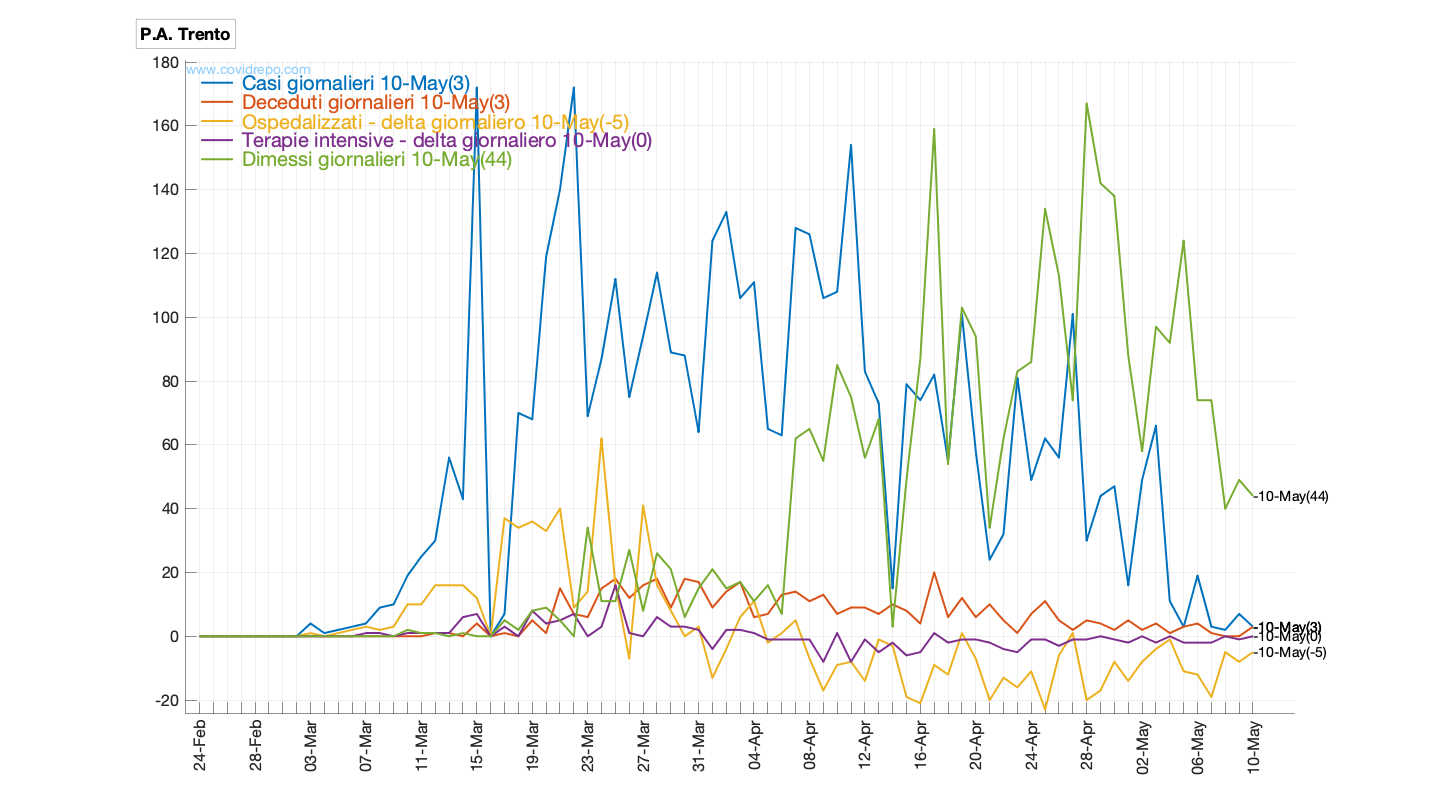 P.A. Trento
180
www.covidrepo.com
Casi giornalieri 10-May(3)
Deceduti giornalieri 10-May(3)
Ospedalizzati - delta giornaliero 10-May(-5)
Terapie intensive - delta giornaliero 10-May(0)
Dimessi giornalieri 10-May(44)
160
140
120
100
80
60
40
20
0
-20
-10-May(44)
-10-May(3)
-10-May(3)
-10-May(0)
-10-May(-5)
24-Feb
28-Feb
03-Mar
07-Mar
11-Mar
15-Mar
19-Mar
23-Mar
27-Mar
31-Mar
04-Apr
08-Apr
12-Apr
16-Apr
20-Apr
24-Apr
28-Apr
02-May
06-May
10-May